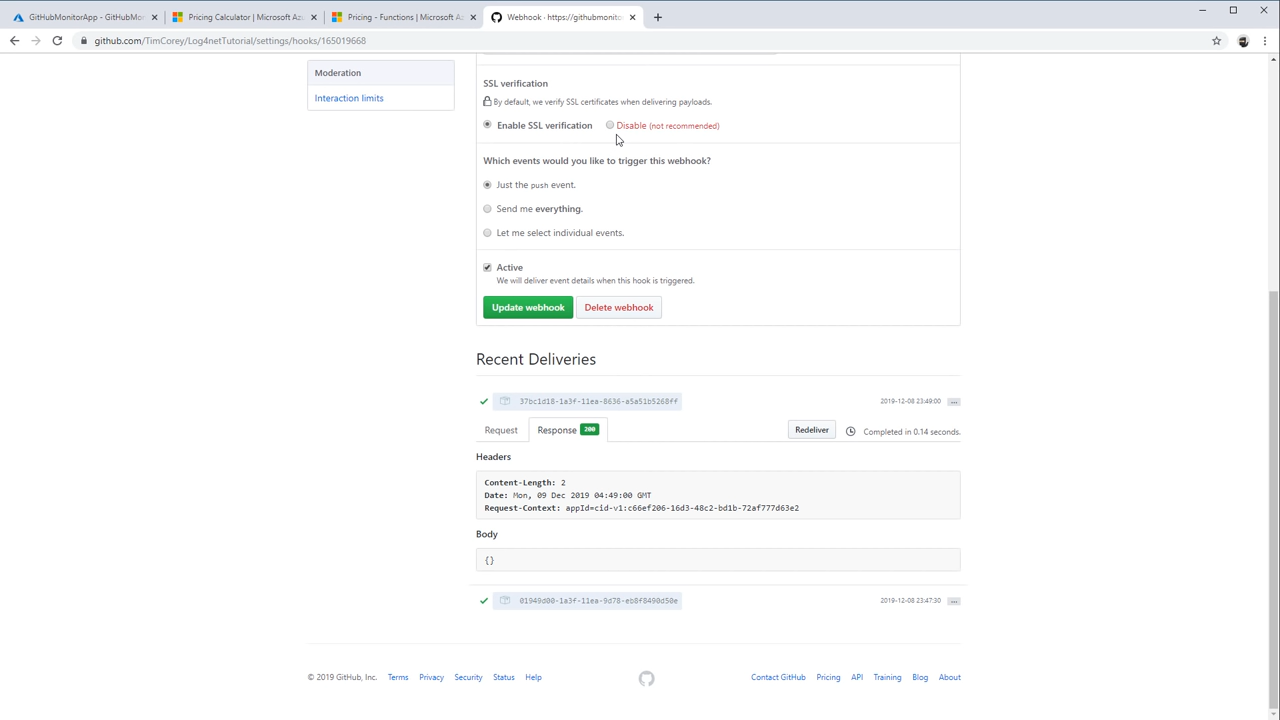 GitHubMonitorApp - GitHubMon
Pricing Calculator | Microsoft Azu
Pricing - Functions | Microsoft Az
Webhook · https://githubmonito
github.com/TimCorey/Log4netTutorial/settings/hooks/165019668
Moderation
Interaction limits
SSL verification
By default, we verify SSL certificates when delivering payloads.
Enable SSL verification
Disable (not recommended)
Which events would you like to trigger this webhook?
Just the push event.
Send me everything.
Let me select individual events.
Active
We will deliver event details when this hook is triggered.
Update webhook
Delete webhook
Recent Deliveries
37bc1d18-1a3f-11ea-8636-a5a51b5268ff
2019-12-08 23:49:00
...
Request
Response 200
Redeliver
Completed in 0.14 seconds.
Headers
Content-Length: 2
Date: Mon, 09 Dec 2019 04:49:00 GMT
Request-Context: appId=cid-v1:c66ef206-16d3-48c2-bd1b-72af777d63e2
Body
{}
01949d00-1a3f-11ea-9d78-eb8f8490d50e
2019-12-08 23:47:30
...
© 2019 GitHub, Inc.
Terms
Privacy
Security
Status
Help
Contact GitHub
Pricing
API
Training
Blog
About